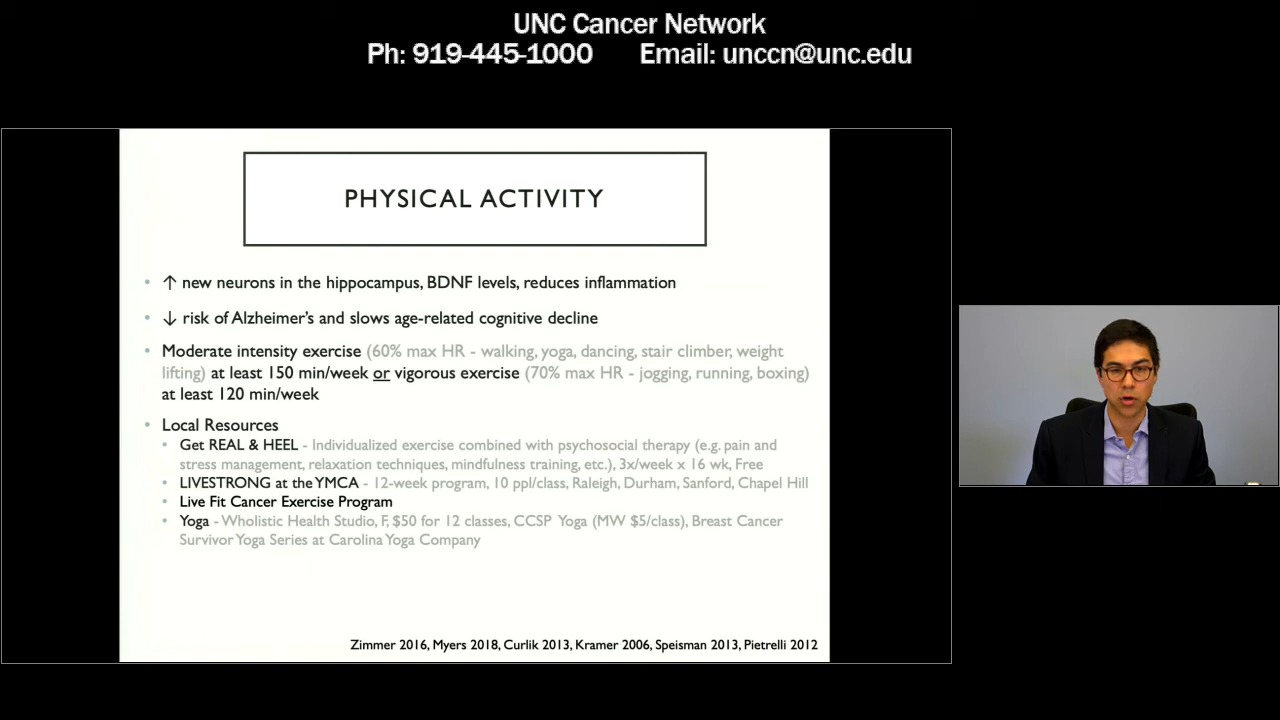 UNC Cancer Network
Ph: 919-445-1000 Email: unccn@unc.edu
PHYSICAL ACTIVITY
• ↑ new neurons in the hippocampus, BDNF levels, reduces inflammation
• ↓ risk of Alzheimer's and slows age-related cognitive decline
• Moderate intensity exercise (60% max HR - walking, yoga, dancing, stair climber, weight
lifting) at least 150 min/week or vigorous exercise (70% max HR - jogging, running, boxing)
at least 120 min/week
• Local Resources
• Get REAL & HEEL - Individualized exercise combined with psychosocial therapy (e.g. pain and
stress management, relaxation techniques, mindfulness training, etc.), 3x/week x 16 wk, Free
• LIVESTRONG at the YMCA - 12-week program, 10 ppl/class, Raleigh, Durham, Sanford, Chapel Hill
• Live Fit Cancer Exercise Program
• Yoga - Wholistic Health Studio, F, $50 for 12 classes, CCSP Yoga (MW $5/class), Breast Cancer
Survivor Yoga Series at Carolina Yoga Company
Zimmer 2016, Myers 2018, Curlik 2013, Kramer 2006, Speisman 2013, Pietrelli 2012